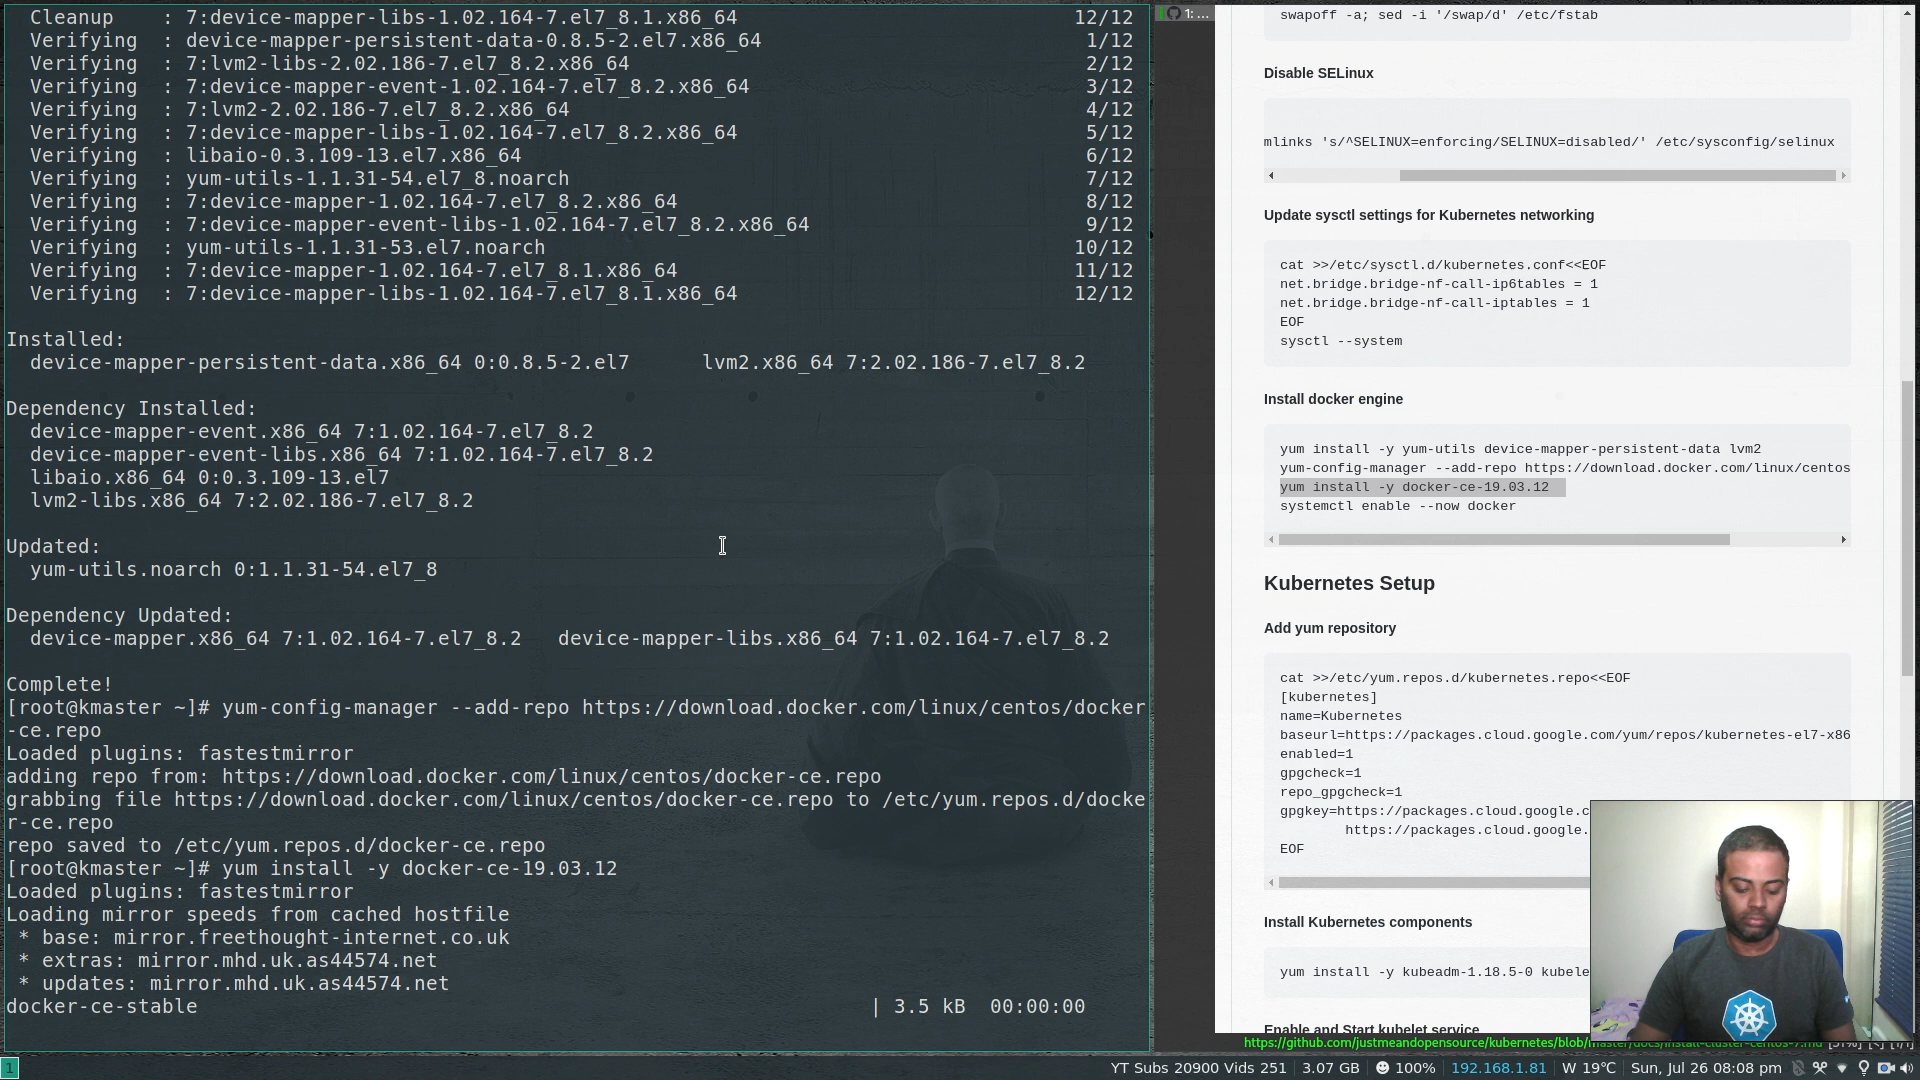 Cleanup    : 7:device-mapper-libs-1.02.164-7.el7_8.1.x86_64    12/12
Verifying  : device-mapper-persistent-data-0.8.5-2.el7.x86_64    1/12
Verifying  : 7:lvm2-libs-2.02.186-7.el7_8.2.x86_64    2/12
Verifying  : 7:device-mapper-event-1.02.164-7.el7_8.2.x86_64    3/12
Verifying  : 7:lvm2-2.02.186-7.el7_8.2.x86_64    4/12
Verifying  : 7:device-mapper-libs-1.02.164-7.el7_8.2.x86_64    5/12
Verifying  : libaio-0.3.109-13.el7.x86_64    6/12
Verifying  : yum-utils-1.1.31-54.el7_8.noarch    7/12
Verifying  : 7:device-mapper-1.02.164-7.el7_8.2.x86_64    8/12
Verifying  : 7:device-mapper-event-libs-1.02.164-7.el7_8.2.x86_64    9/12
Verifying  : yum-utils-1.1.31-53.el7.noarch    10/12
Verifying  : 7:device-mapper-1.02.164-7.el7_8.1.x86_64    11/12
Verifying  : 7:device-mapper-libs-1.02.164-7.el7_8.1.x86_64    12/12
Installed:
device-mapper-persistent-data.x86_64 0:0.8.5-2.el7    lvm2.x86_64 7:2.02.186-7.el7_8.2
Dependency Installed:
device-mapper-event.x86_64 7:1.02.164-7.el7_8.2
device-mapper-event-libs.x86_64 7:1.02.164-7.el7_8.2
libaio.x86_64 0:0.3.109-13.el7
lvm2-libs.x86_64 7:2.02.186-7.el7_8.2
Updated:
yum-utils.noarch 0:1.1.31-54.el7_8
Dependency Updated:
device-mapper.x86_64 7:1.02.164-7.el7_8.2   device-mapper-libs.x86_64 7:1.02.164-7.el7_8.2
Complete!
[root@kmaster ~]# yum-config-manager --add-repo https://download.docker.com/linux/centos/docker
-ce.repo
Loaded plugins: fastestmirror
adding repo from: https://download.docker.com/linux/centos/docker-ce.repo
grabbing file https://download.docker.com/linux/centos/docker-ce.repo to /etc/yum.repos.d/docke
r-ce.repo
repo saved to /etc/yum.repos.d/docker-ce.repo
[root@kmaster ~]# yum install -y docker-ce-19.03.12
Loaded plugins: fastestmirror
Loading mirror speeds from cached hostfile
* base: mirror.freethought-internet.co.uk
* extras: mirror.mhd.uk.as44574.net
* updates: mirror.mhd.uk.as44574.net
docker-ce-stable    | 3.5 kB  00:00:00
1: ...
swapoff -a; sed -i '/swap/d' /etc/fstab
Disable SELinux
mlinks 's/^SELINUX=enforcing/SELINUX=disabled/' /etc/sysconfig/selinux
Update sysctl settings for Kubernetes networking
cat >>/etc/sysctl.d/kubernetes.conf<<EOF
net.bridge.bridge-nf-call-ip6tables = 1
net.bridge.bridge-nf-call-iptables = 1
EOF
sysctl --system
Install docker engine
yum install -y yum-utils device-mapper-persistent-data lvm2
yum-config-manager --add-repo https://download.docker.com/linux/centos
yum install -y docker-ce-19.03.12
systemctl enable --now docker
Kubernetes Setup
Add yum repository
cat >>/etc/yum.repos.d/kubernetes.repo<<EOF
[kubernetes]
name=Kubernetes
baseurl=https://packages.cloud.google.com/yum/repos/kubernetes-el7-x86
enabled=1
gpgcheck=1
repo_gpgcheck=1
gpgkey=https://packages.cloud.google.c
https://packages.cloud.google.
EOF
Install Kubernetes components
yum install -y kubeadm-1.18.5-0 kubele
Enable and Start kubelet service
https://github.com/justmeandopensource/kubernetes/blob/
1
YT Subs 20900 Vids 251 | 3.07 GB | 100% | 192.168.1.81 | W 19℃ | Sun, Jul 26 08:08 pm